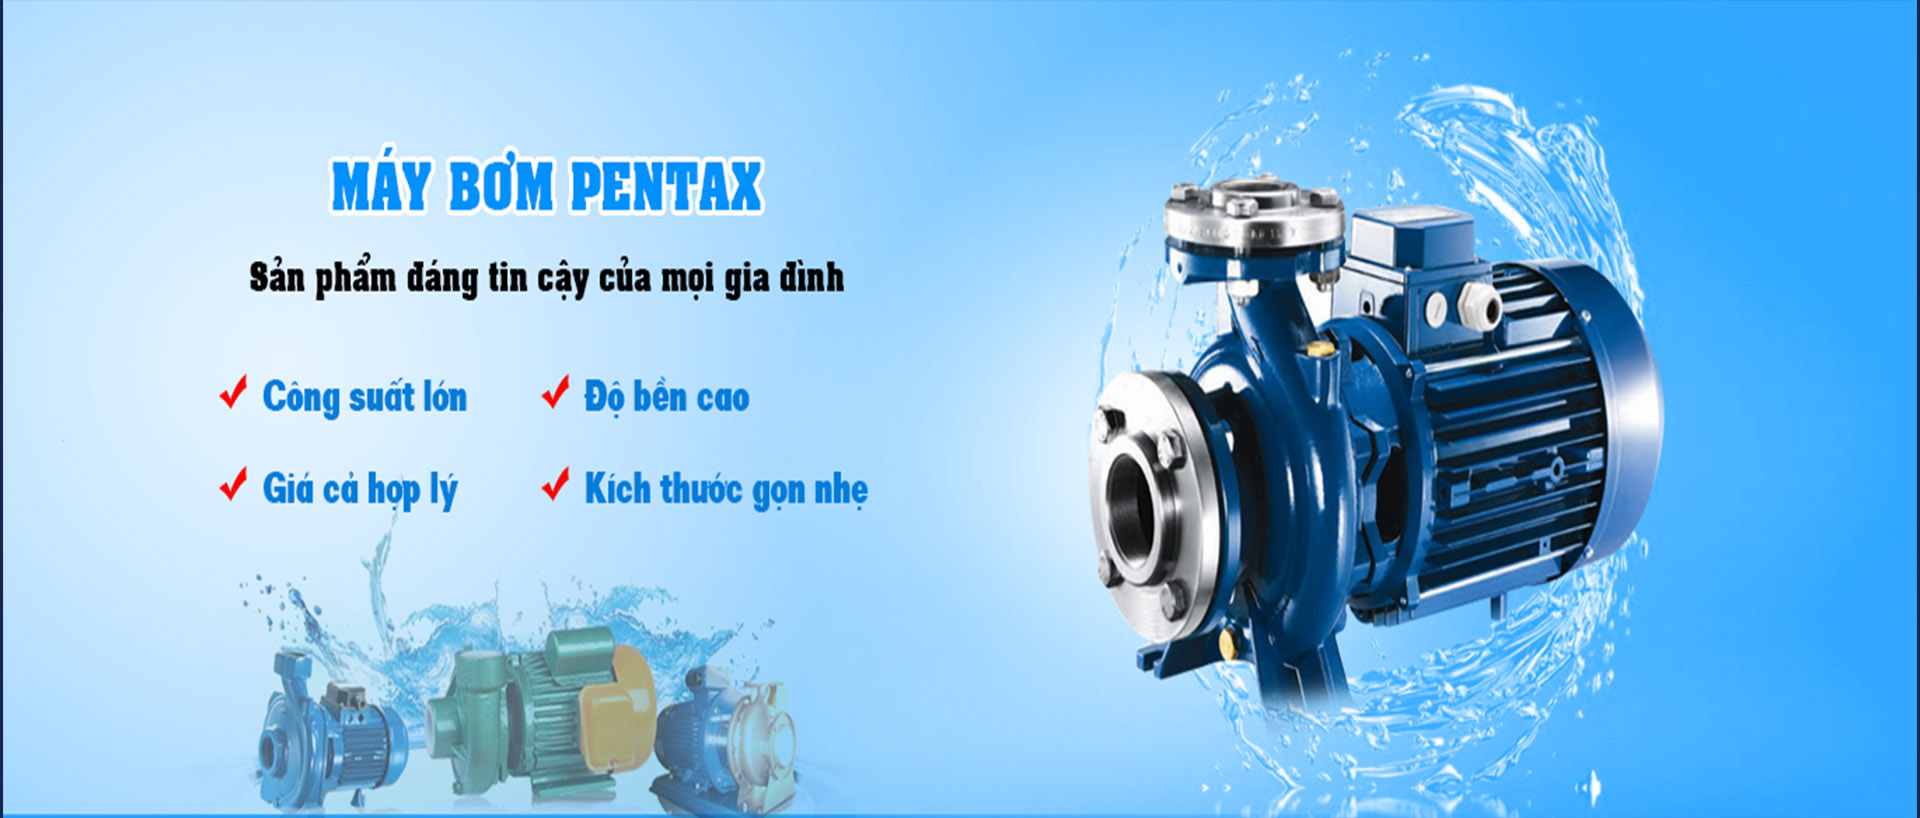 MÁY BƠM PENTAX
Sản phẩm đáng tin cậy của mọi gia đình
Công suất lớn
Độ bền cao
Giá cả hợp lý
Kích thước gọn nhẹ